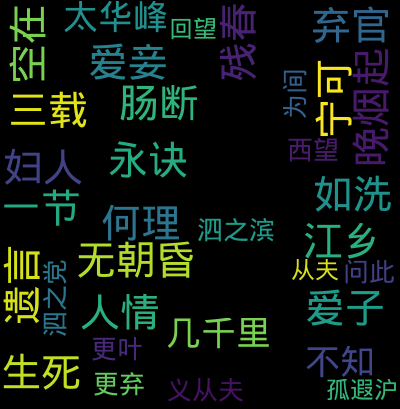 空在
太华峰
回望
残春
弃官
爱妾
三载
肠断
为间
宁可
晚烟起
妇人
永诀
西望
一节
何理
泗之滨
如洗
江乡
遗言
泗之党
无朝昏
从夫
问此
人情
爱子
几千里
生死
更叶
更弃
义从夫
不知
孤遐沪